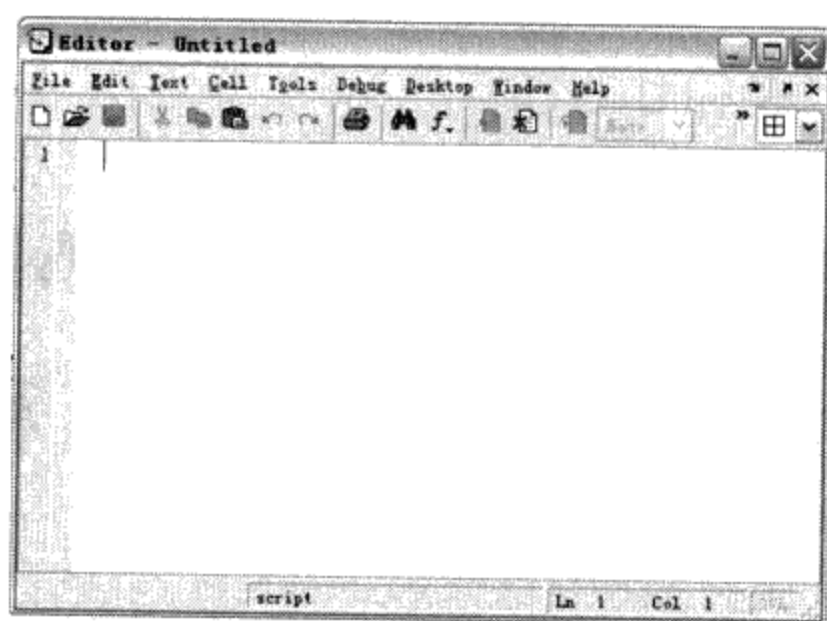 Editor - Untitled
File Edit Text Cell Tools Debug Desktop Window Help
1
script Ln 1 Col 1